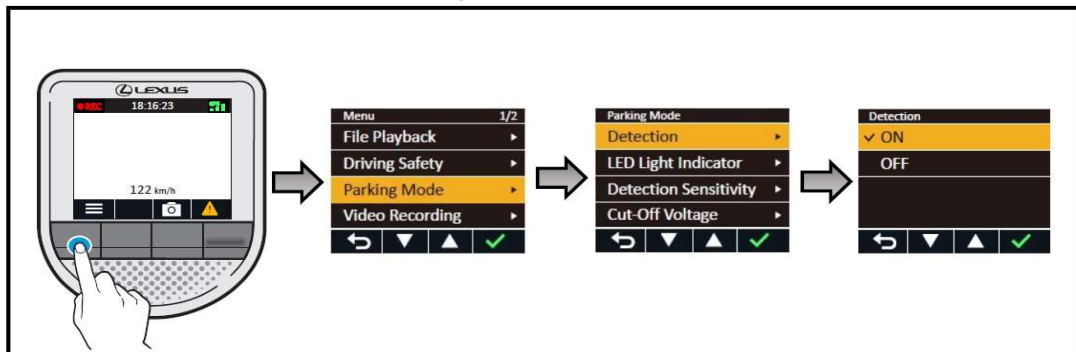 LEXUS
REC 18:16:23
122 km/h
Menu 1/2
File Playback
Driving Safety
Parking Mode
Video Recording
Parking Mode
Detection
LED Light Indicator
Detection Sensitivity
Cut-Off Voltage
Detection
ON
OFF